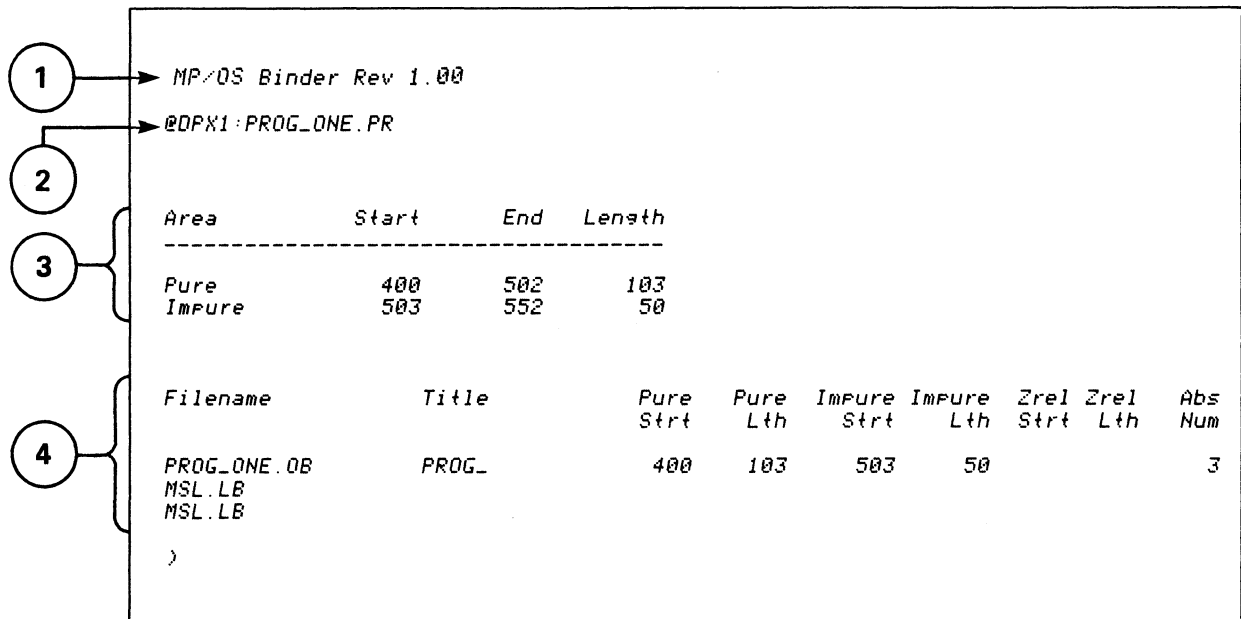 1
MP/OS Binder Rev 1.00
@DPX1:PROG_ONE.PR
2
Area Start End Length
-------------------------------------
3
Pure 400 502 103
Impure 503 552 50
Filename Title Pure Pure Impure Impure Zrel Zrel Abs
Strt Lth Strt Lth Strt Lth Num
4
PROG_ONE.OB PROG_ 400 103 503 50 3
MSL.LB
MSL.LB
)